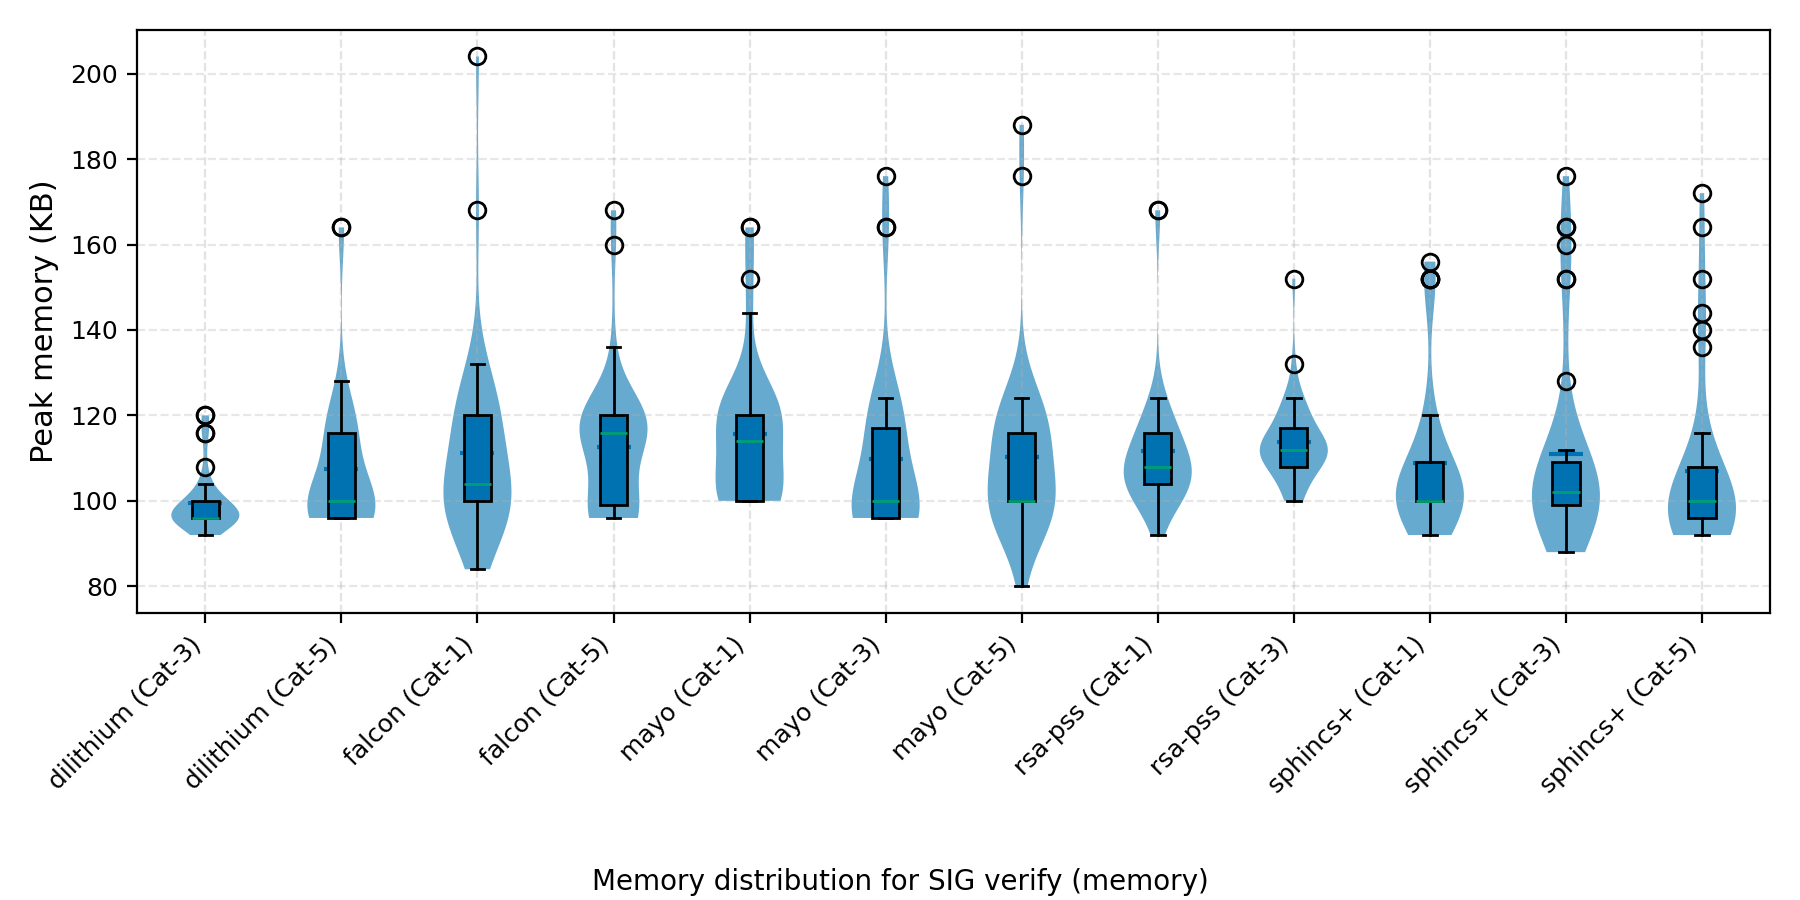 Peak memory (KB)
200
180
160
140
120
100
80
dilithium (Cat-3)
dilithium (Cat-5)
falcon (Cat-1)
falcon (Cat-5)
mayo (Cat-1)
mayo (Cat-3)
mayo (Cat-5)
rsa-pss (Cat-1)
rsa-pss (Cat-3)
sphincs+ (Cat-1)
sphincs+ (Cat-3)
sphincs+ (Cat-5)
Memory distribution for SIG verify (memory)